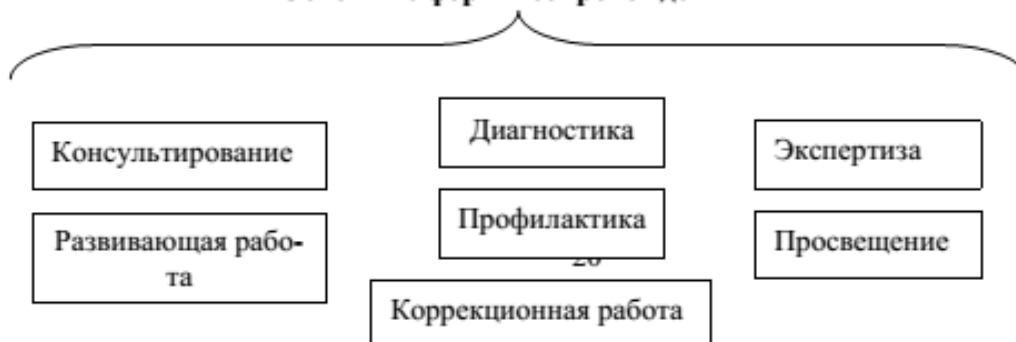 Диагностика
Консультирование
Экспертиза
Профилактика
Развивающая рабо-
та
Просвещение
Коррекционная работа